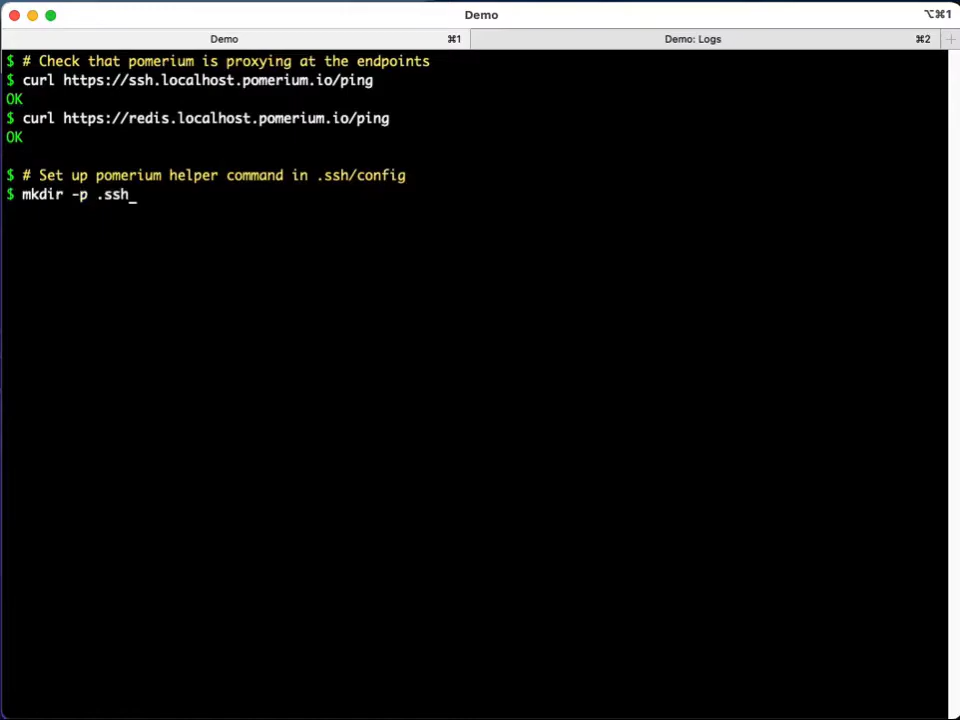 Demo
⌥⌘1
Demo ⌘1
Demo: Logs ⌘2
$ # Check that pomerium is proxying at the endpoints
$ curl https://ssh.localhost.pomerium.io/ping
OK
$ curl https://redis.localhost.pomerium.io/ping
OK
$ # Set up pomerium helper command in .ssh/config
$ mkdir -p .ssh_